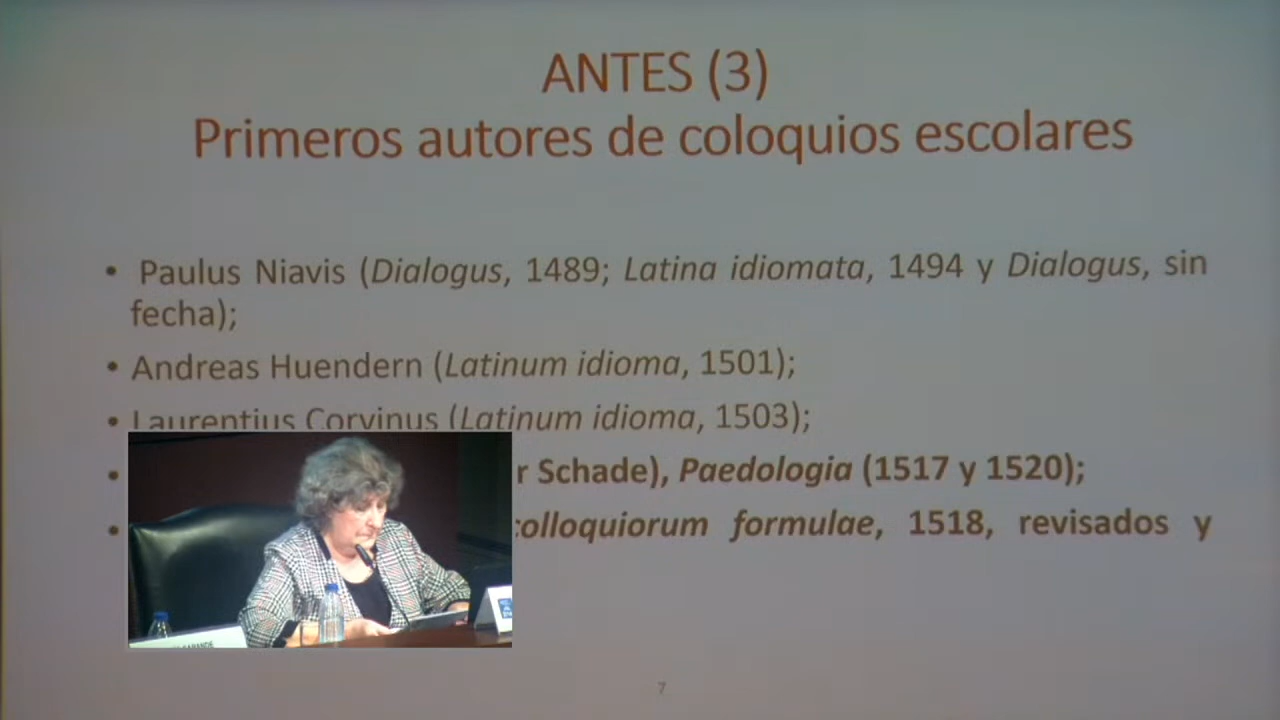 ANTES (3)
Primeros autores de coloquios escolares
• Paulus Niavis (Dialogus, 1489; Latina idiomata, 1494 y Dialogus, sin
fecha);
• Andreas Huendern (Latinum idioma, 1501);
• Laurentius Corvinus (Latinum idioma, 1503);
• r Schade), Paedologia (1517 y 1520);
• colloquiorum formulae, 1518, revisados y
7